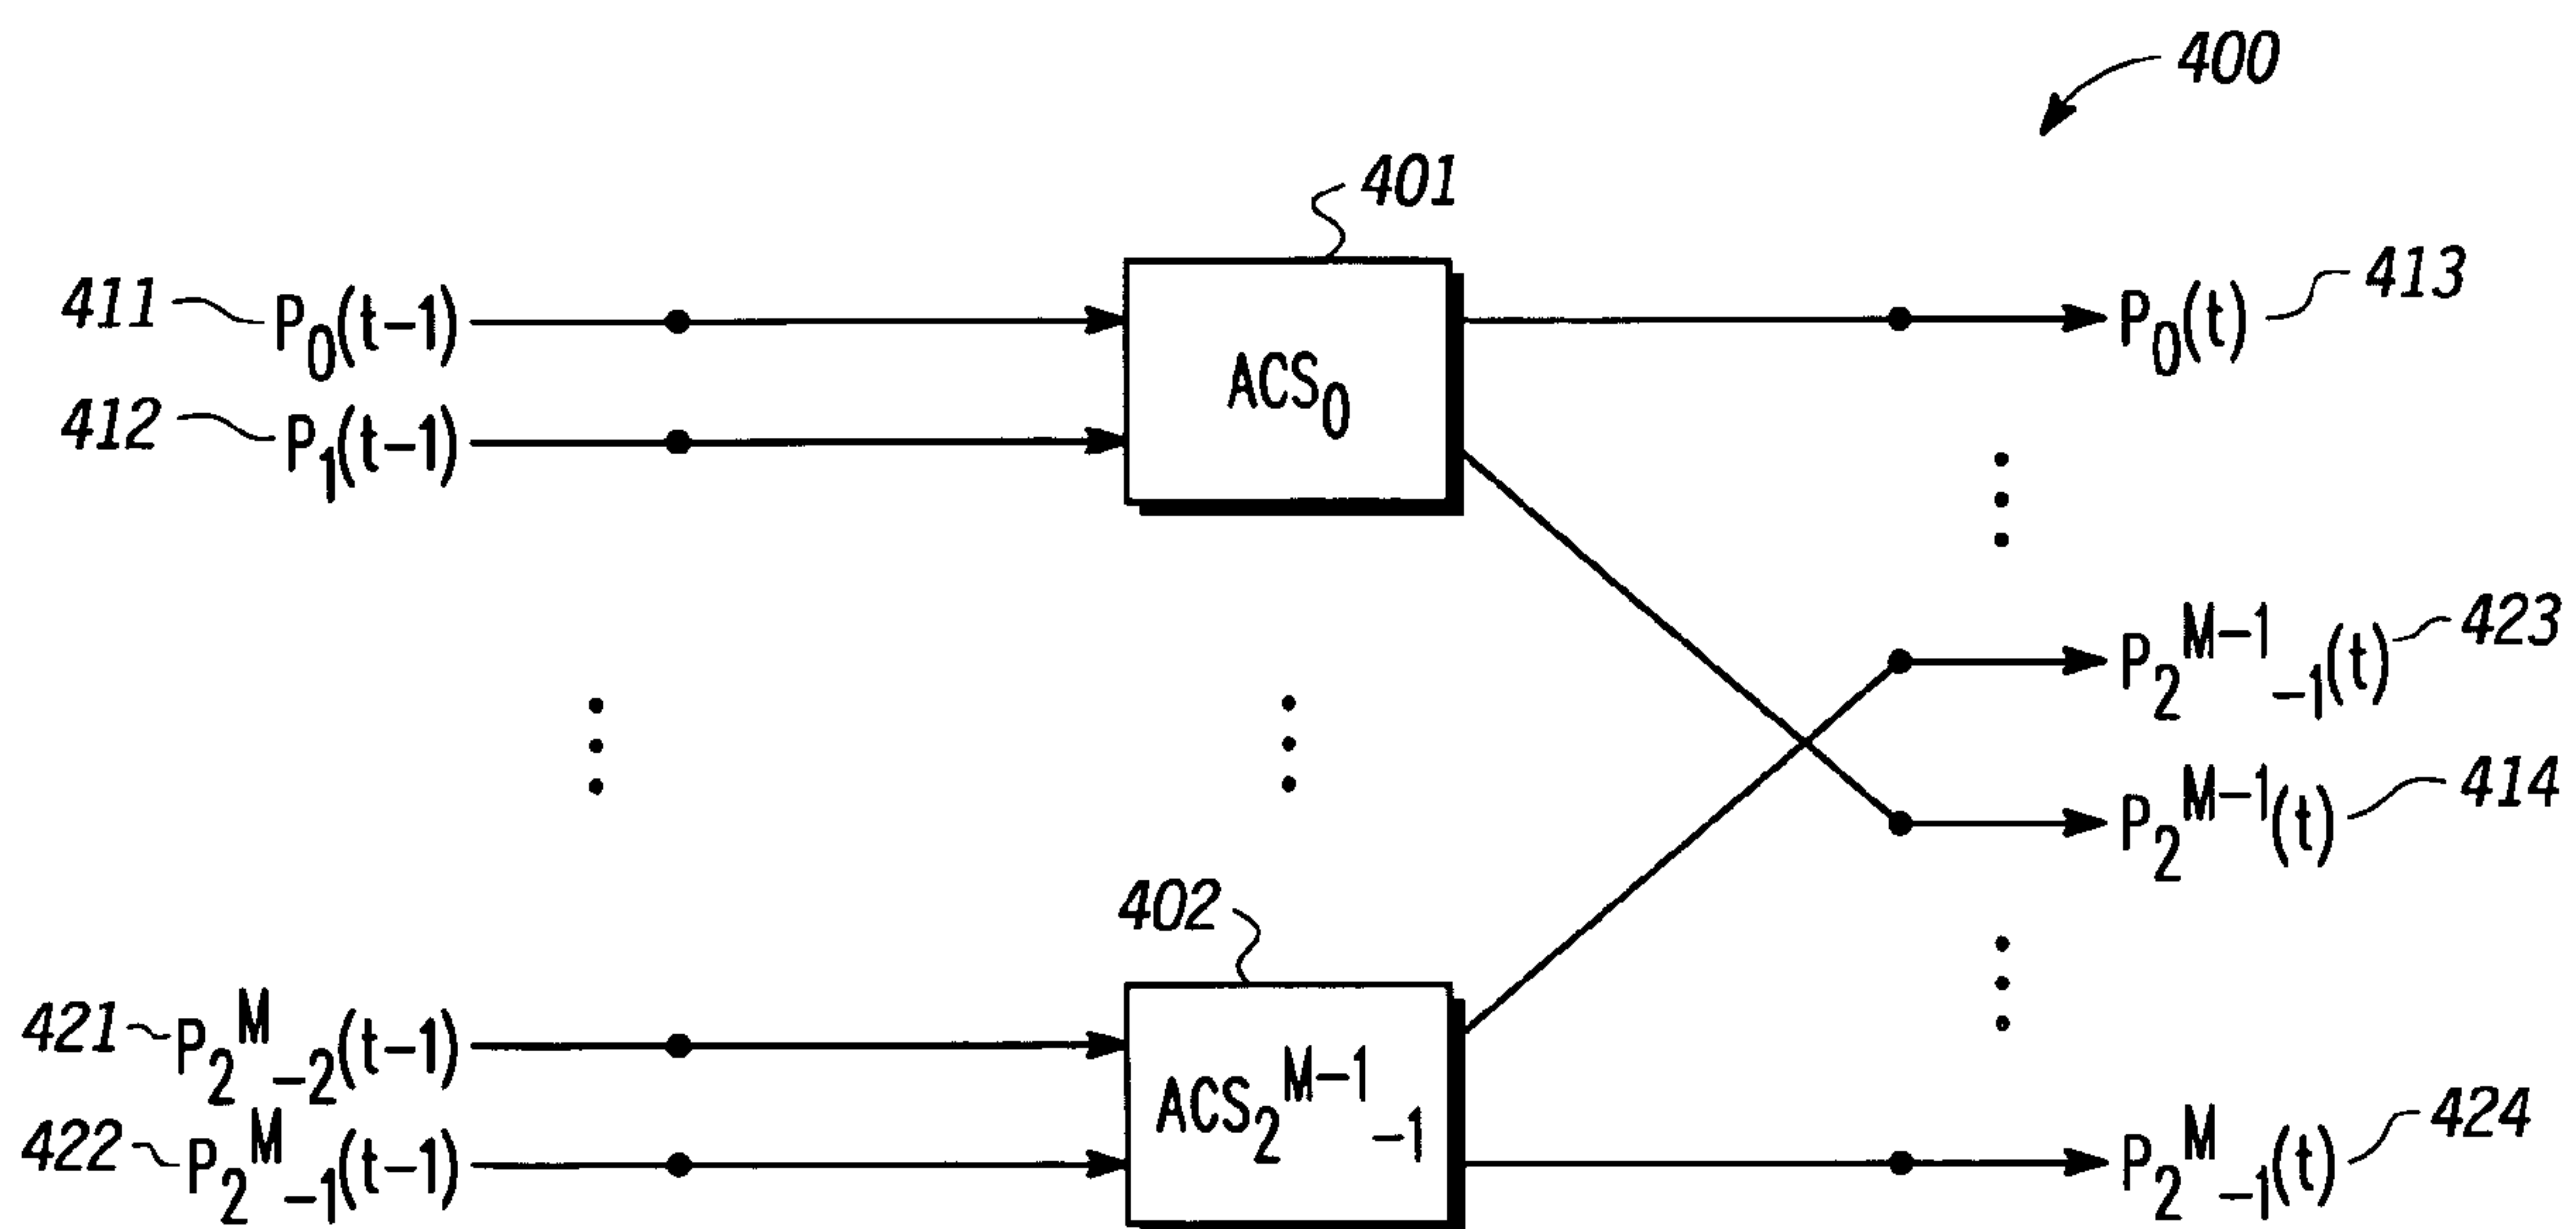 400
401
411 P₀(t-1)
P₀(t) 413
ACS₀
412 P₁(t-1)
P₂ᴹ⁻¹₋₁(t) 423
P₂ᴹ⁻¹(t) 414
402
421 P₂ᴹ₋₂(t-1)
ACS₂ᴹ⁻¹₋₁
422 P₂ᴹ₋₁(t-1)
P₂ᴹ₋₁(t) 424